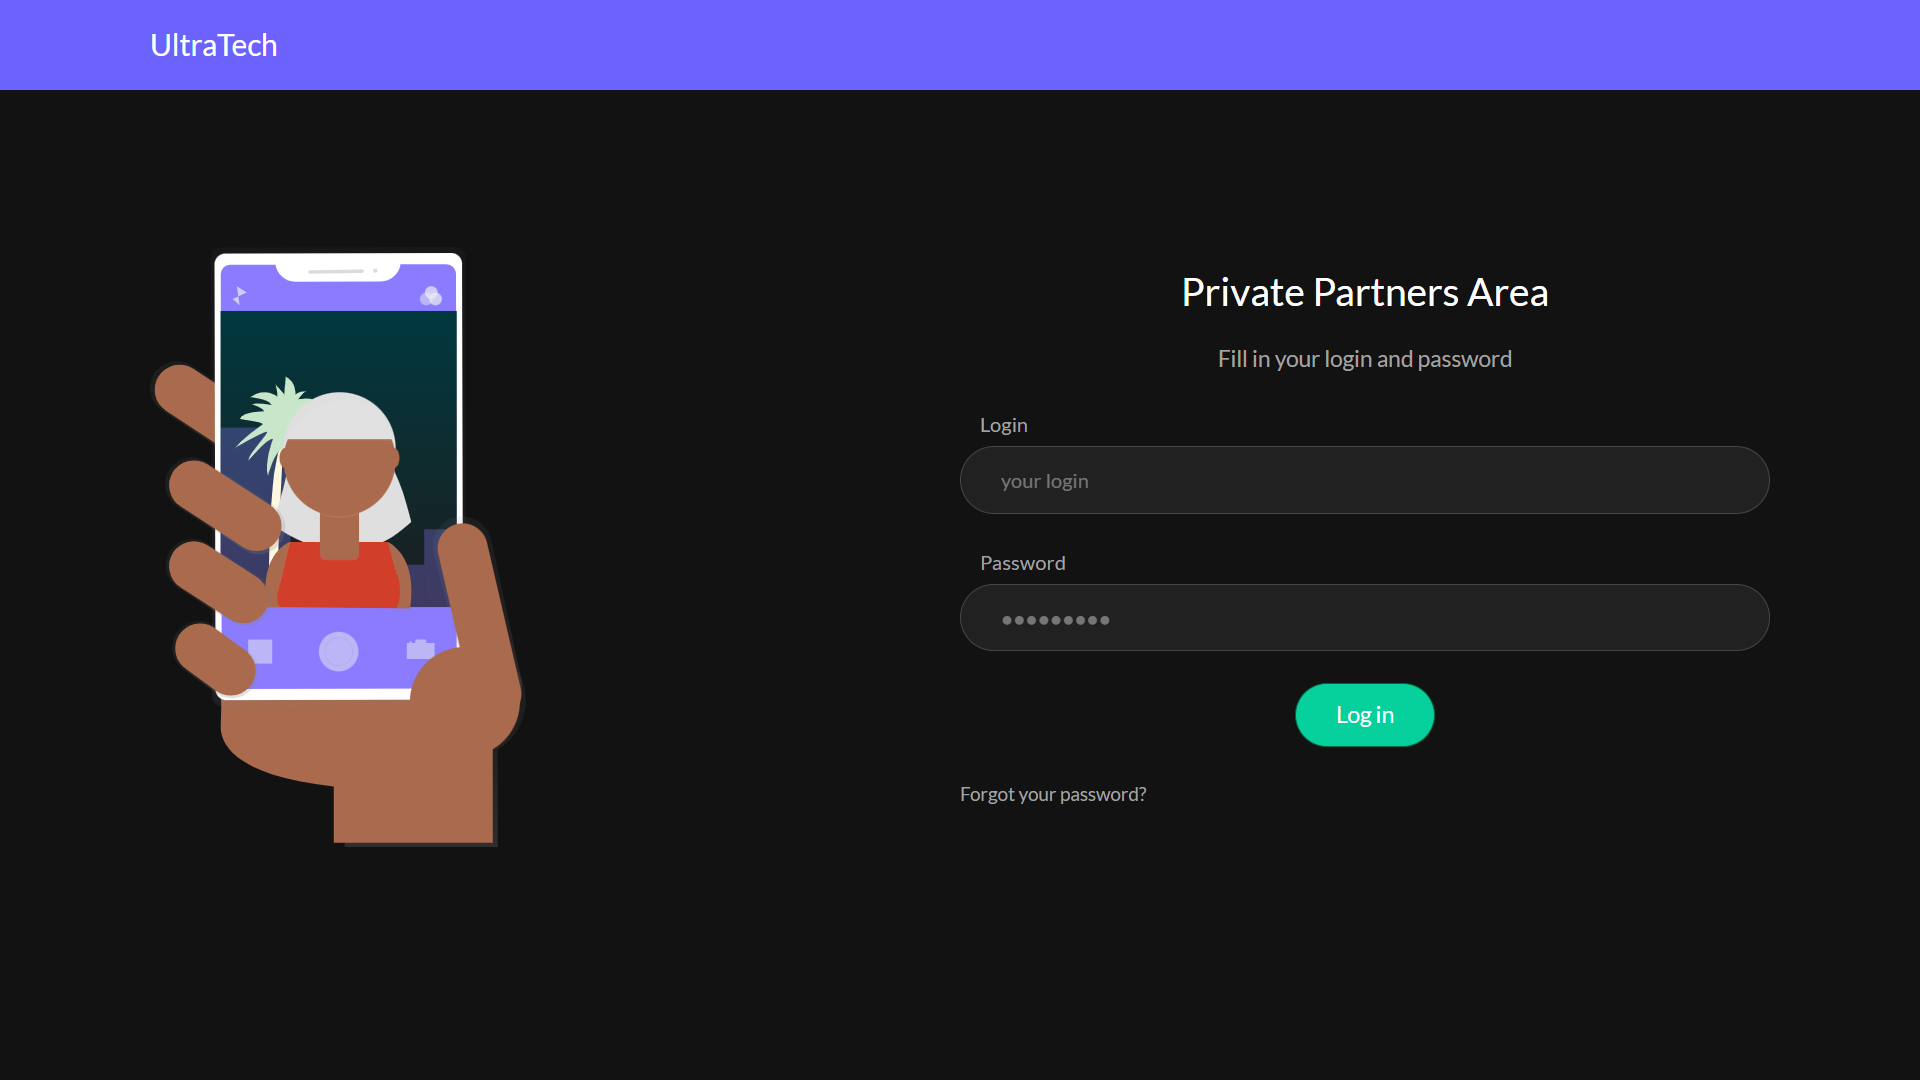 UltraTech
Private Partners Area
Fill in your login and password
Login
your login
Password
●●●●●●●●●
Log in
Forgot your password?